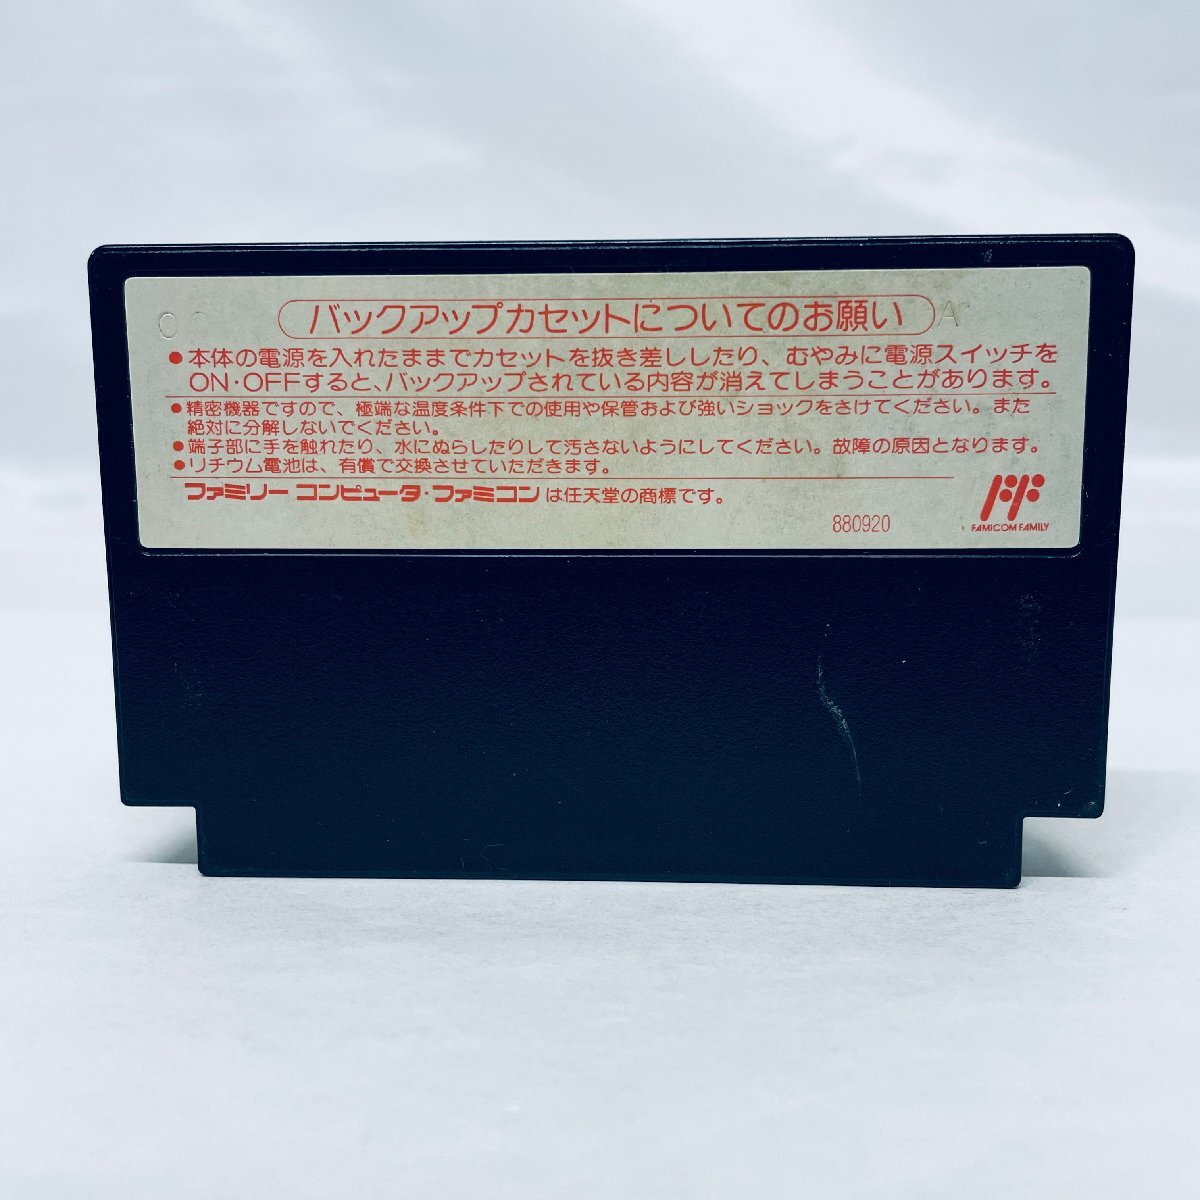 バックアップカセットについてのお願い
●本体の電源を入れたままでカセットを抜き差ししたり、むやみに電源スイッチを
ON・OFFすると、バックアップされている内容が消えてしまうことがあります。
●精密機器ですので、極端な温度条件下での使用や保管および強いショックをさけてください。また
絶対に分解しないでください。
●端子部に手を触れたり、水にぬらしたりして汚さないようにしてください。故障の原因となります。
●リチウム電池は、有償で交換させていただきます。
ファミリーコンピュータ・ファミコンは任天堂の商標です。
880920
FF
FAMICOM FAMILY